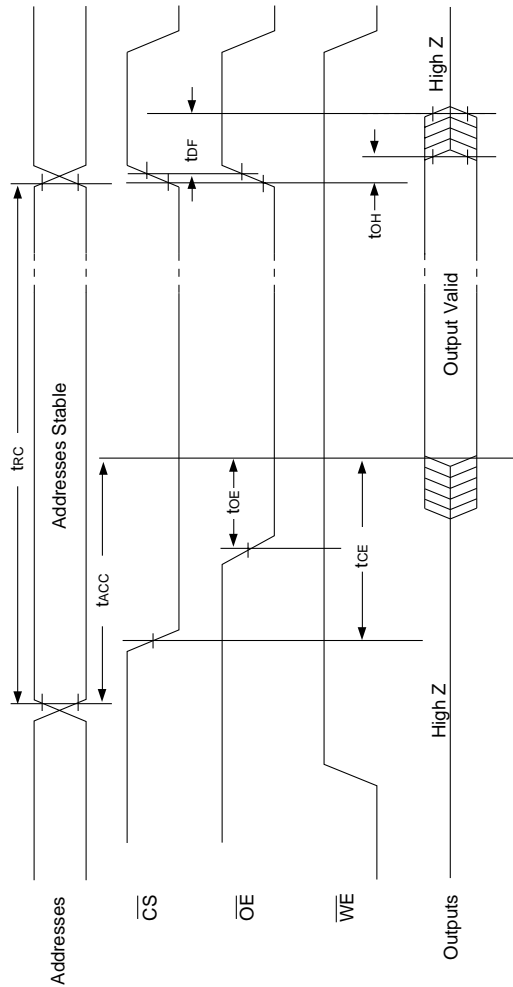 tRC
Addresses
Addresses Stable
tACC
CS
tDF
OE
tOE
WE
tCE
tOH
Outputs
High Z
Output Valid
High Z